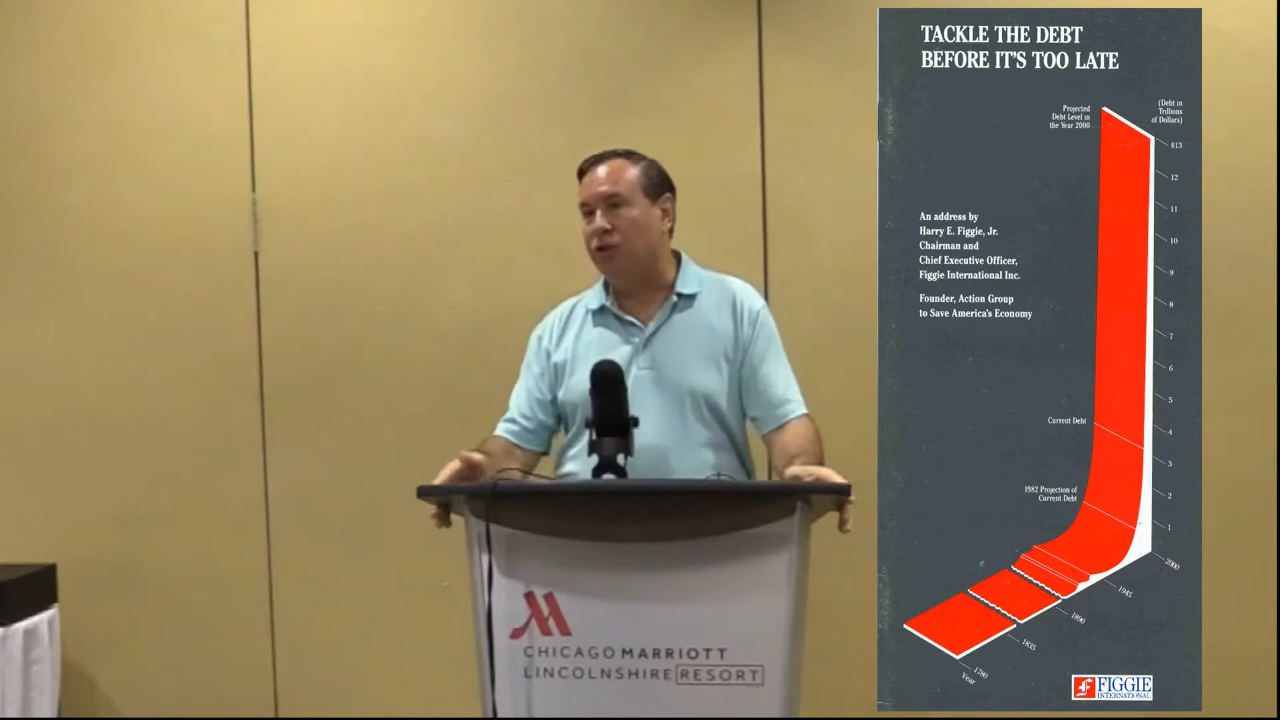 TACKLE THE DEBT
BEFORE IT'S TOO LATE
Projected
Debt Level in
the Year 2000
(Debt in
Trillions
of Dollars)
$13
12
11
10
9
8
7
6
5
4
3
2
1
An address by
Harry E. Figgie, Jr.
Chairman and
Chief Executive Officer,
Figgie International Inc.
Founder, Action Group
to Save America's Economy
Current Debt
1982 Projection of
Current Debt
2000
1945
1890
1835
1780
Year
FIGGIE
INTERNATIONAL
CHICAGO MARRIOTT
LINCOLNSHIRE RESORT